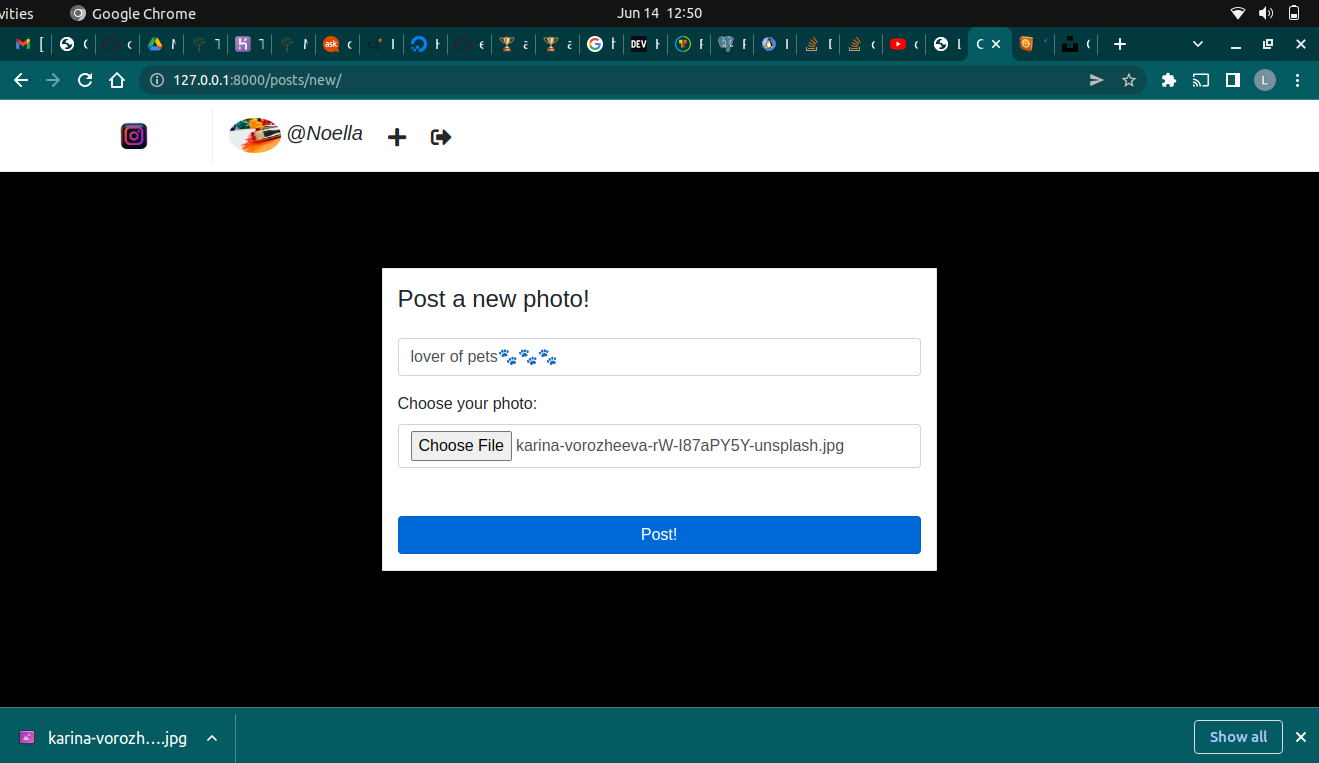 vities
Google Chrome
Jun 14 12:50
127.0.0.1:8000/posts/new/
L
@Noella
Post a new photo!
lover of pets🐾🐾🐾
Choose your photo:
Choose File karina-vorozheeva-rW-I87aPY5Y-unsplash.jpg
Post!
karina-vorozh….jpg
Show all